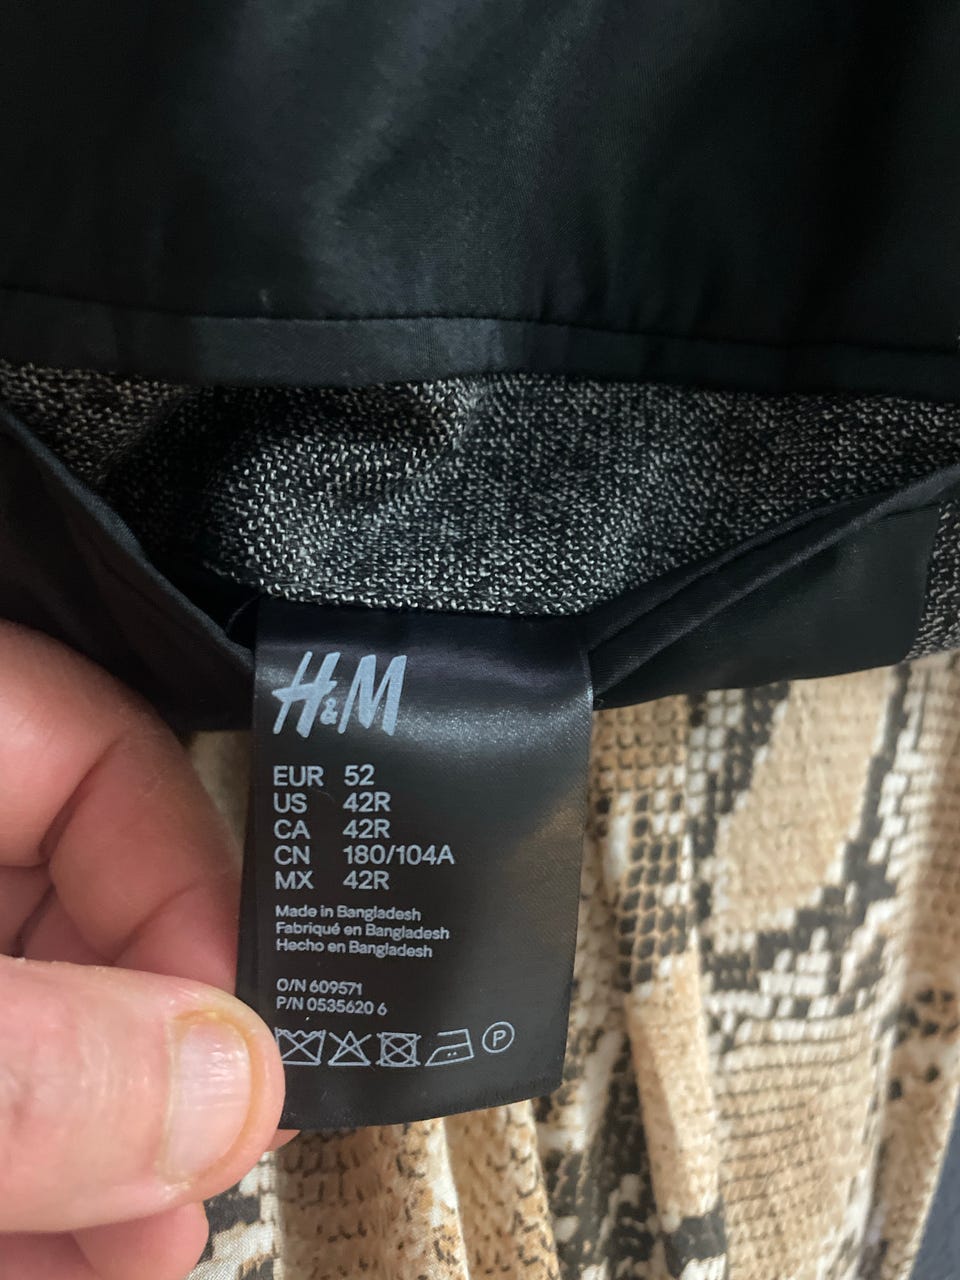 H&M
EUR 52
US 42R
CA 42R
CN 180/104A
MX 42R
Made in Bangladesh
Fabriqué en Bangladesh
Hecho en Bangladesh
O/N 609571
P/N 0535620 6
P